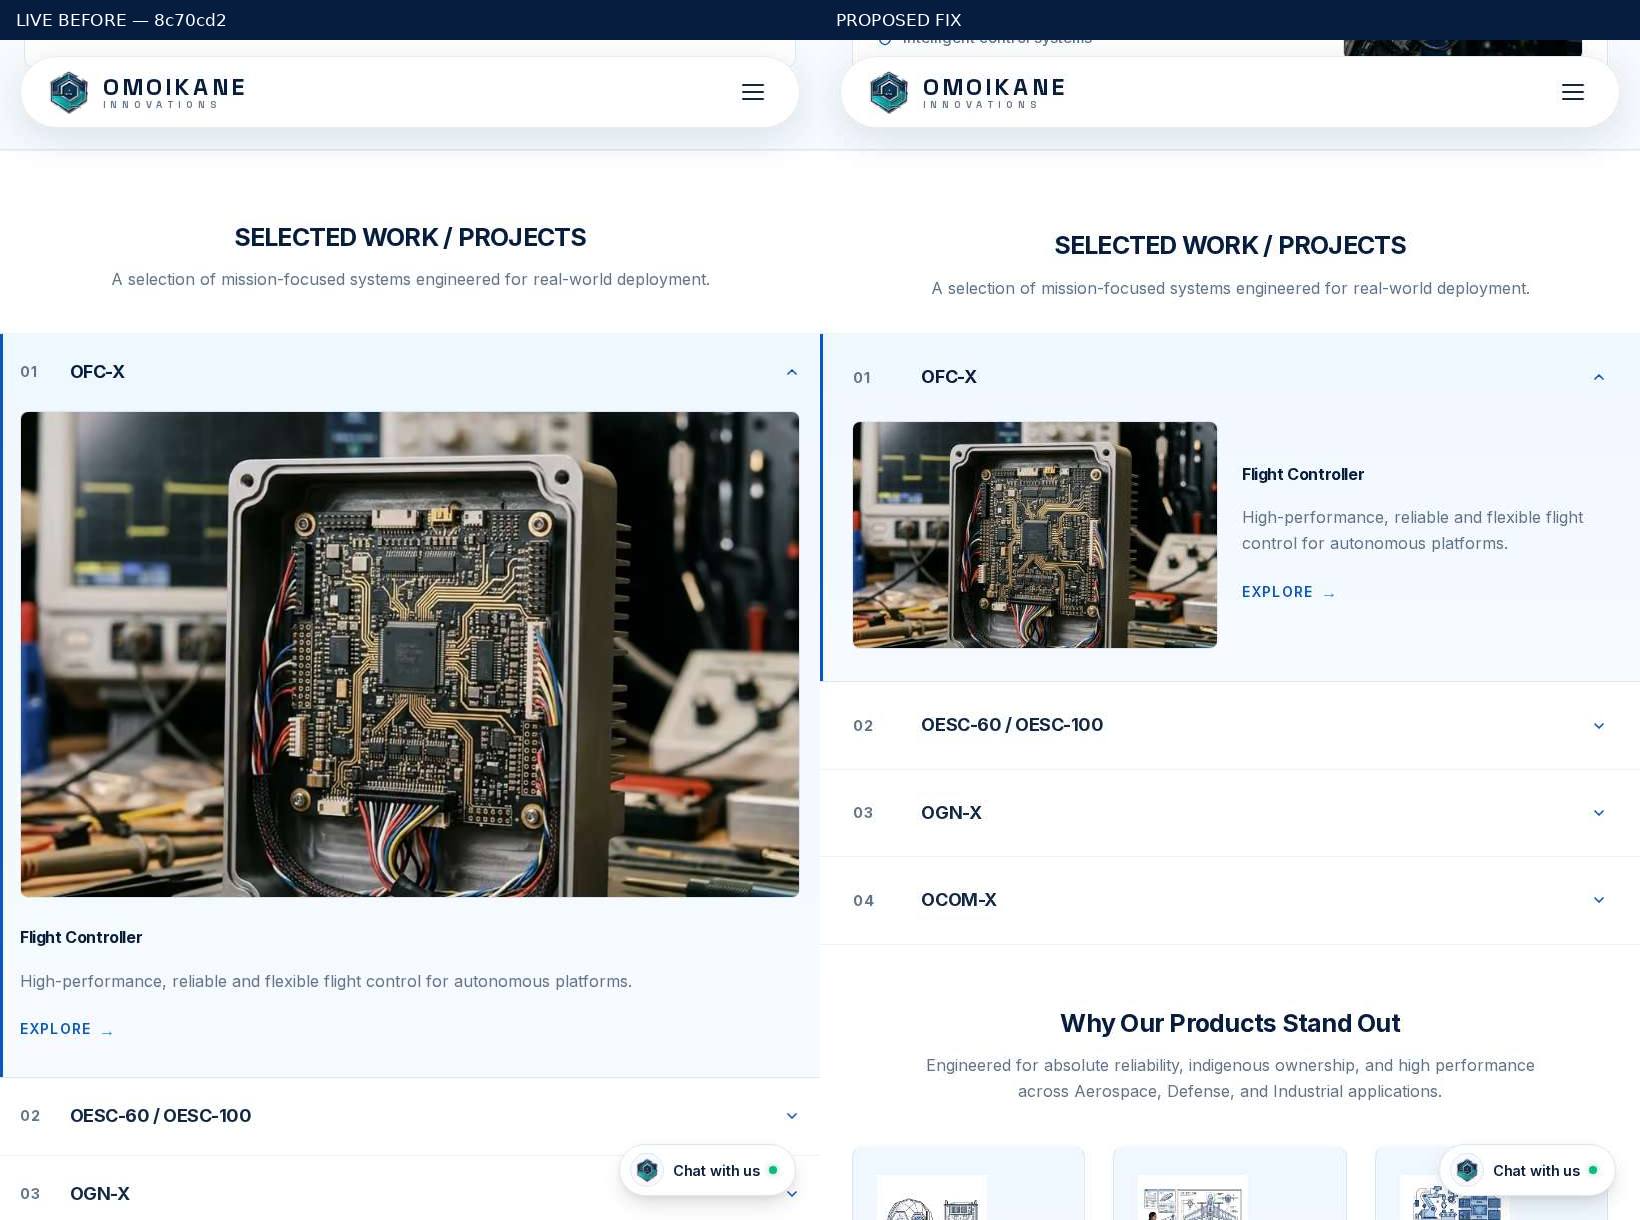 LIVE BEFORE — 8c70cd2
OMOIKANE
INNOVATIONS
SELECTED WORK / PROJECTS
A selection of mission-focused systems engineered for real-world deployment.
01 OFC-X
Flight Controller
High-performance, reliable and flexible flight control for autonomous platforms.
EXPLORE →
02 OESC-60 / OESC-100
03 OGN-X
Chat with us
PROPOSED FIX
Intelligent control systems
OMOIKANE
INNOVATIONS
SELECTED WORK / PROJECTS
A selection of mission-focused systems engineered for real-world deployment.
01 OFC-X
Flight Controller
High-performance, reliable and flexible flight
control for autonomous platforms.
EXPLORE →
02 OESC-60 / OESC-100
03 OGN-X
04 OCOM-X
Why Our Products Stand Out
Engineered for absolute reliability, indigenous ownership, and high performance
across Aerospace, Defense, and Industrial applications.
Chat with us